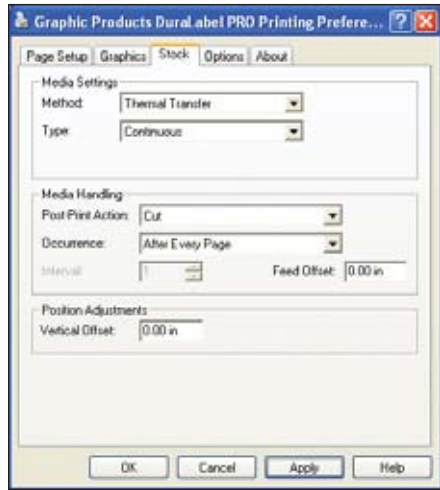 Graphic Products DuraLabel PRO Printing Prefere...
Page Setup Graphics Stock Options About
Media Settings
Method: Thermal Transfer
Type: Continuous
Media Handling
Post-Print Action: Cut
Occurrence: After Every Page
Interval: 1 Feed Offset: 0.00 in
Position Adjustments
Vertical Offset: 0.00 in
OK Cancel Apply Help